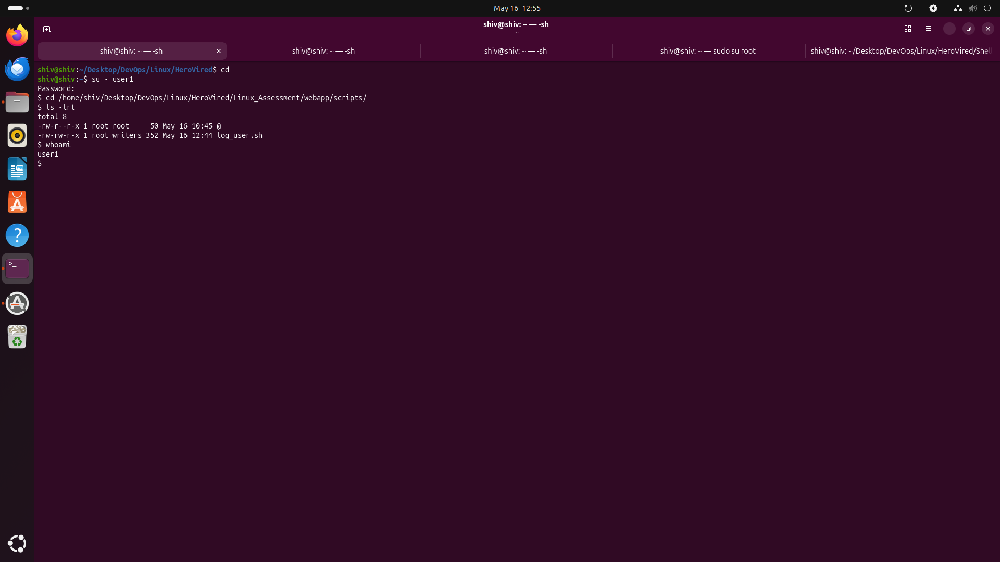 May 16 12:55
shiv@shiv: ~ — -sh
~
shiv@shiv: ~ — -sh
shiv@shiv: ~ — -sh
shiv@shiv: ~ — -sh
shiv@shiv: ~ — sudo su root
shiv@shiv: ~/Desktop/DevOps/Linux/HeroVired/Shell
shiv@shiv:~/Desktop/DevOps/Linux/HeroVired$ cd
shiv@shiv:~$ su - user1
Password:
$ cd /home/shiv/Desktop/DevOps/Linux/HeroVired/Linux_Assessment/webapp/scripts/
$ ls -lrt
total 8
-rw-r--r-x 1 root root     50 May 16 10:45 @
-rw-rw-r-x 1 root writers 352 May 16 12:44 log_user.sh
$ whoami
user1
$